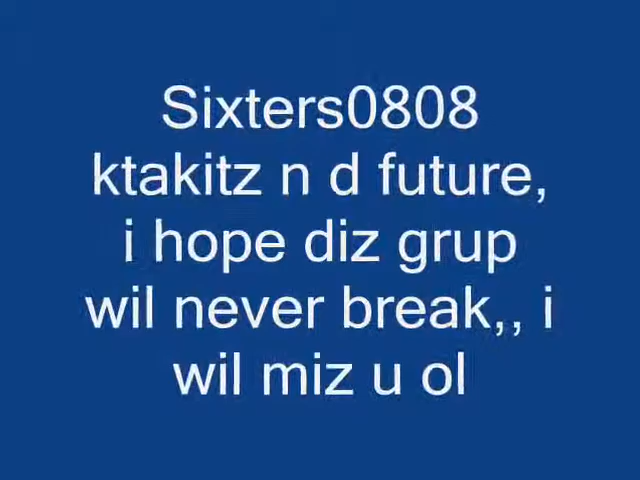 Sixters0808
ktakitz n d future,
i hope diz grup
wil never break,, i
wil miz u ol